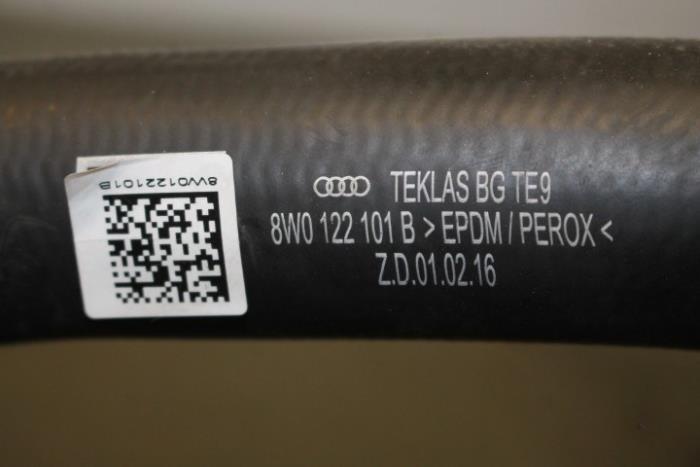 8W0122101B
TEKLAS BG TE9
8W0 122 101 B > EPDM / PEROX <
Z.D.01.02.16